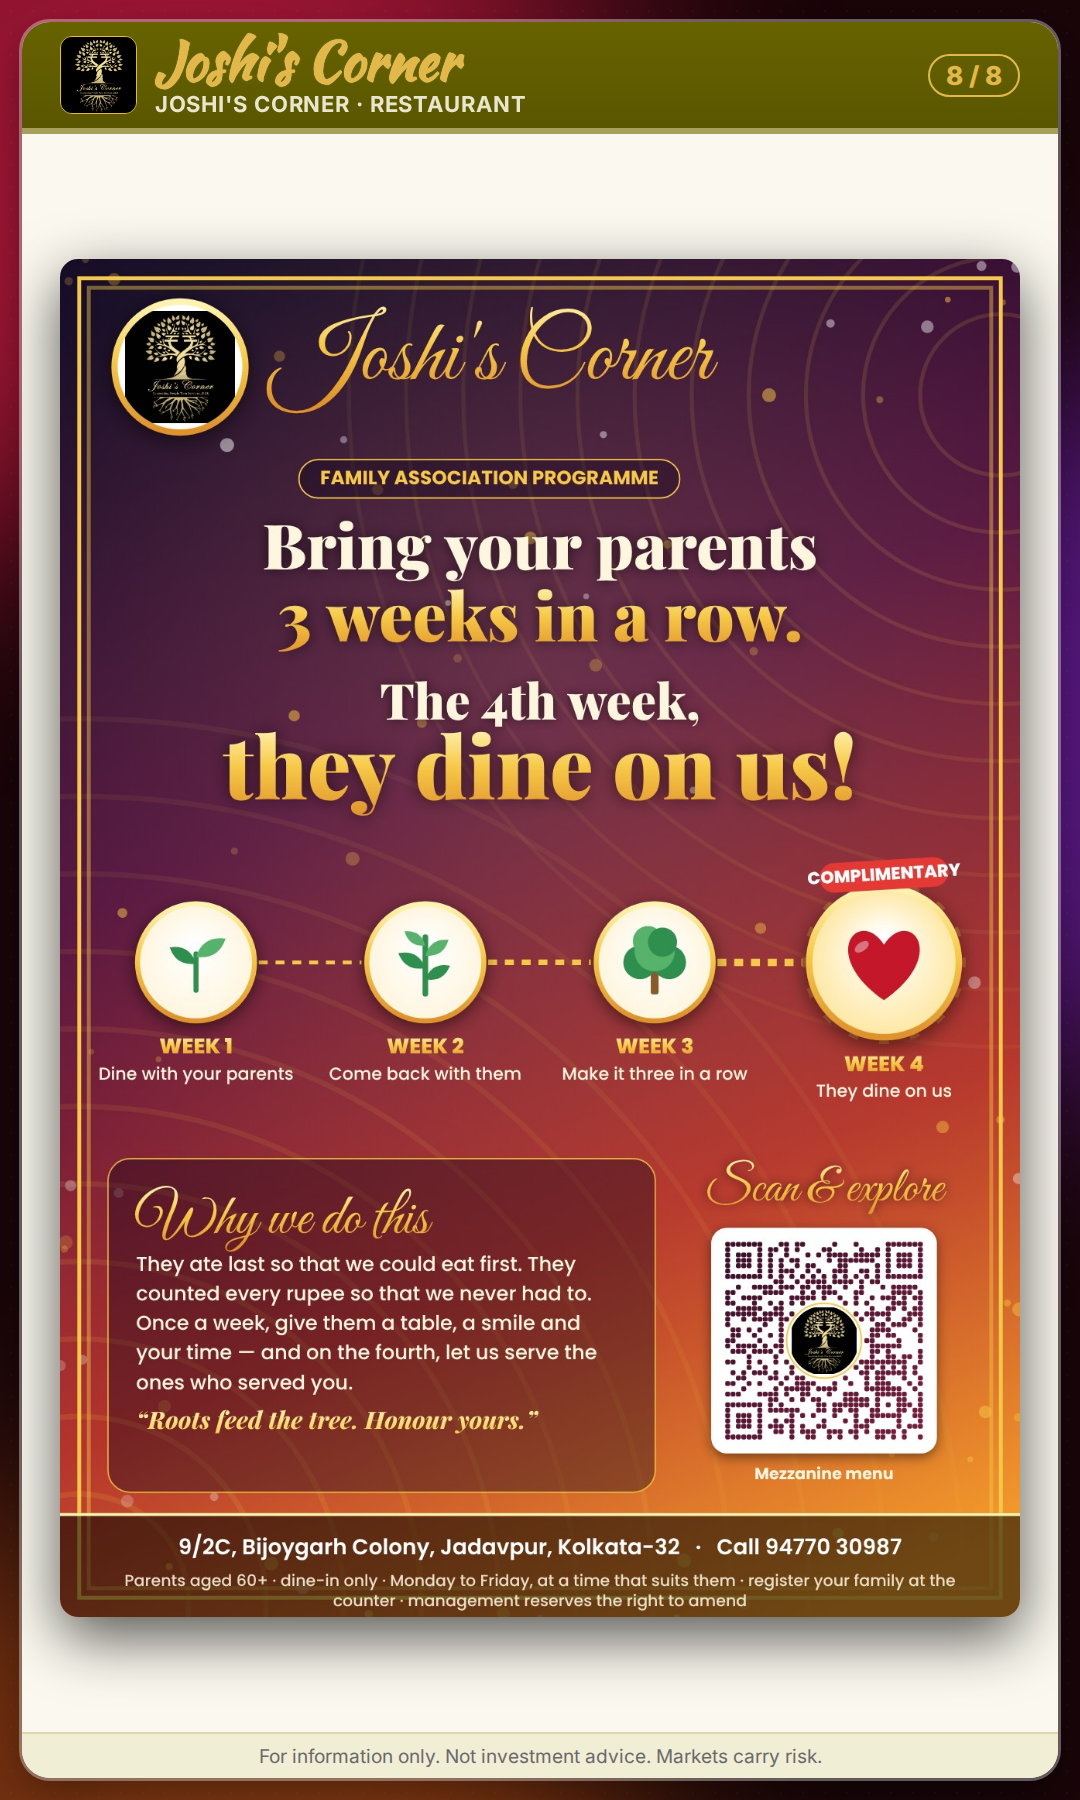 Joshi's Corner
JOSHI'S CORNER · RESTAURANT
8 / 8
Joshi's Corner
Joshi's Corner
FAMILY ASSOCIATION PROGRAMME
Bring your parents
3 weeks in a row.
The 4th week,
they dine on us!
COMPLIMENTARY
WEEK 1
Dine with your parents
WEEK 2
Come back with them
WEEK 3
Make it three in a row
WEEK 4
They dine on us
Why we do this
They ate last so that we could eat first. They
counted every rupee so that we never had to.
Once a week, give them a table, a smile and
your time — and on the fourth, let us serve the
ones who served you.
“Roots feed the tree. Honour yours.”
Scan & explore
Mezzanine menu
9/2C, Bijoygarh Colony, Jadavpur, Kolkata-32 · Call 94770 30987
Parents aged 60+ · dine-in only · Monday to Friday, at a time that suits them · register your family at the
counter · management reserves the right to amend
For information only. Not investment advice. Markets carry risk.